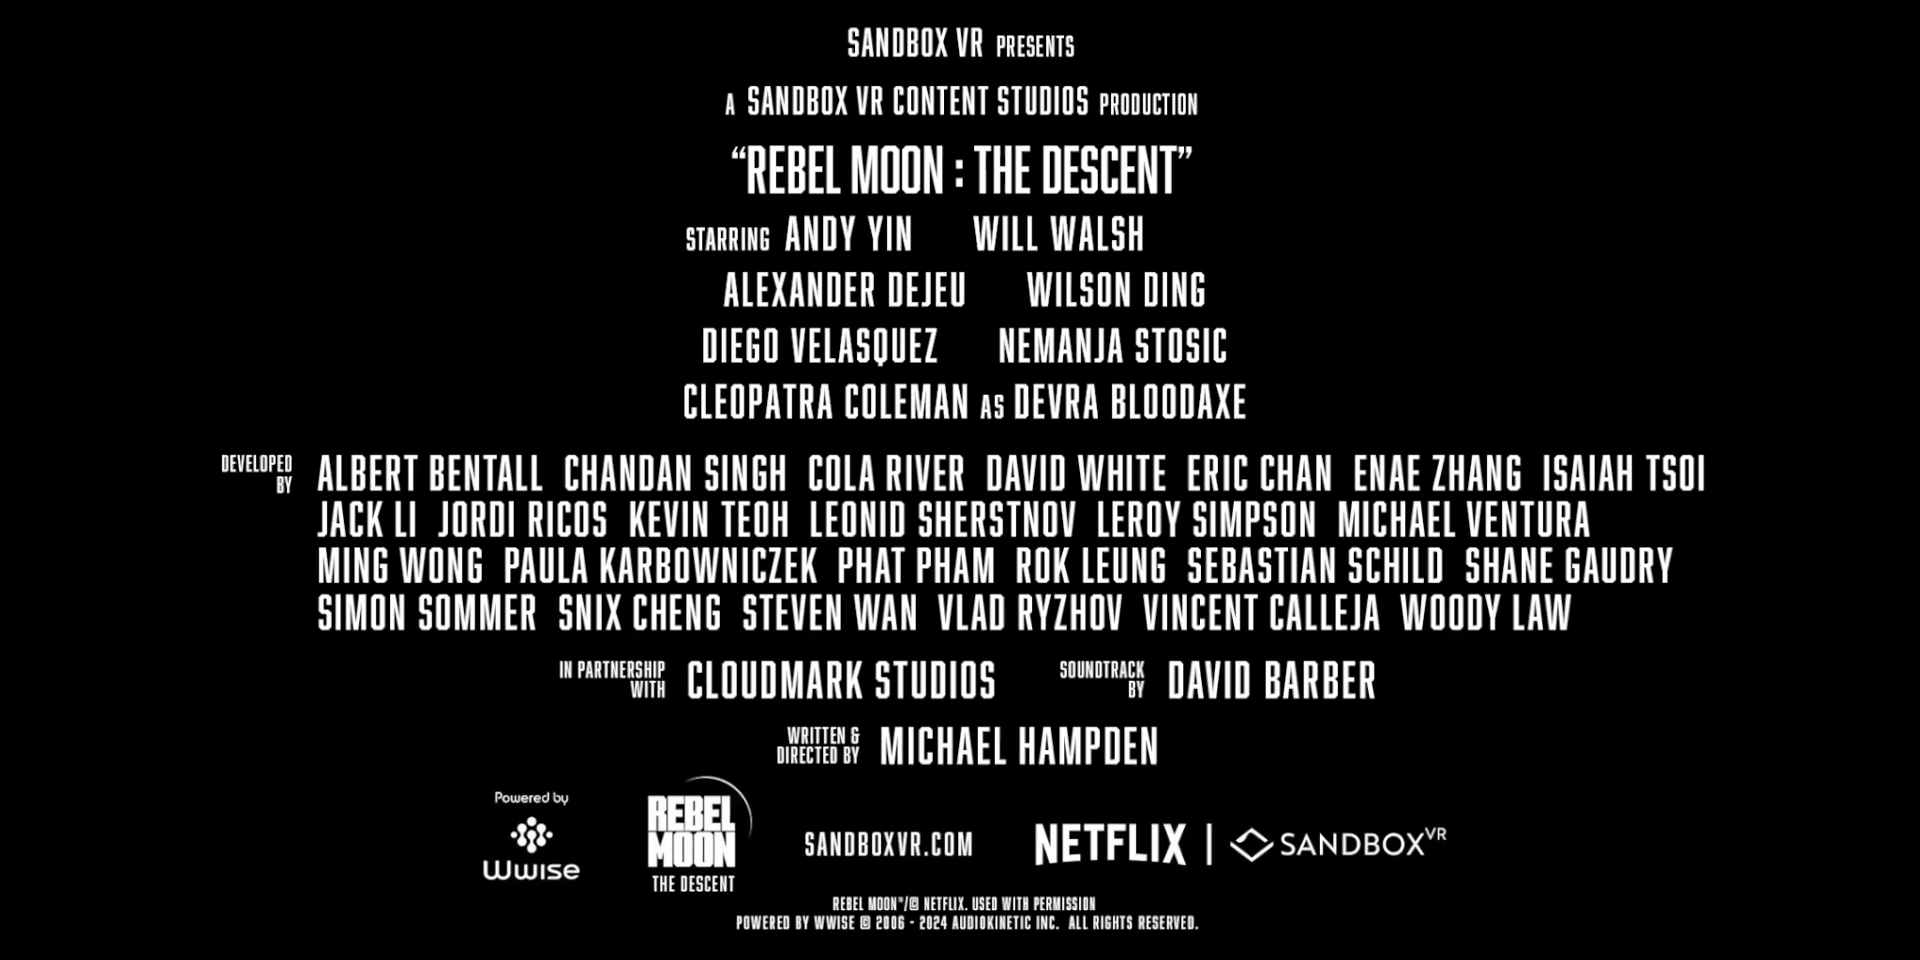 SANDBOX VR PRESENTS
A SANDBOX VR CONTENT STUDIOS PRODUCTION
“REBEL MOON : THE DESCENT”
STARRING ANDY YIN WILL WALSH
ALEXANDER DEJEU WILSON DING
DIEGO VELASQUEZ NEMANJA STOSIC
CLEOPATRA COLEMAN AS DEVRA BLOODAXE
DEVELOPED BY ALBERT BENTALL CHANDAN SINGH COLA RIVER DAVID WHITE ERIC CHAN ENAE ZHANG ISAIAH TSOI
JACK LI JORDI RICOS KEVIN TEOH LEONID SHERSTNOV LEROY SIMPSON MICHAEL VENTURA
MING WONG PAULA KARBOWNICZEK PHAT PHAM ROK LEUNG SEBASTIAN SCHILD SHANE GAUDRY
SIMON SOMMER SNIX CHENG STEVEN WAN VLAD RYZHOV VINCENT CALLEJA WOODY LAW
IN PARTNERSHIP WITH CLOUDMARK STUDIOS SOUNDTRACK BY DAVID BARBER
WRITTEN & DIRECTED BY MICHAEL HAMPDEN
Powered by
Wwise
REBEL
MOON
THE DESCENT
SANDBOXVR.COM
NETFLIX | SANDBOXVR
REBEL MOON™/© NETFLIX. USED WITH PERMISSION
POWERED BY WWISE © 2006 - 2024 AUDIOKINETIC INC. ALL RIGHTS RESERVED.